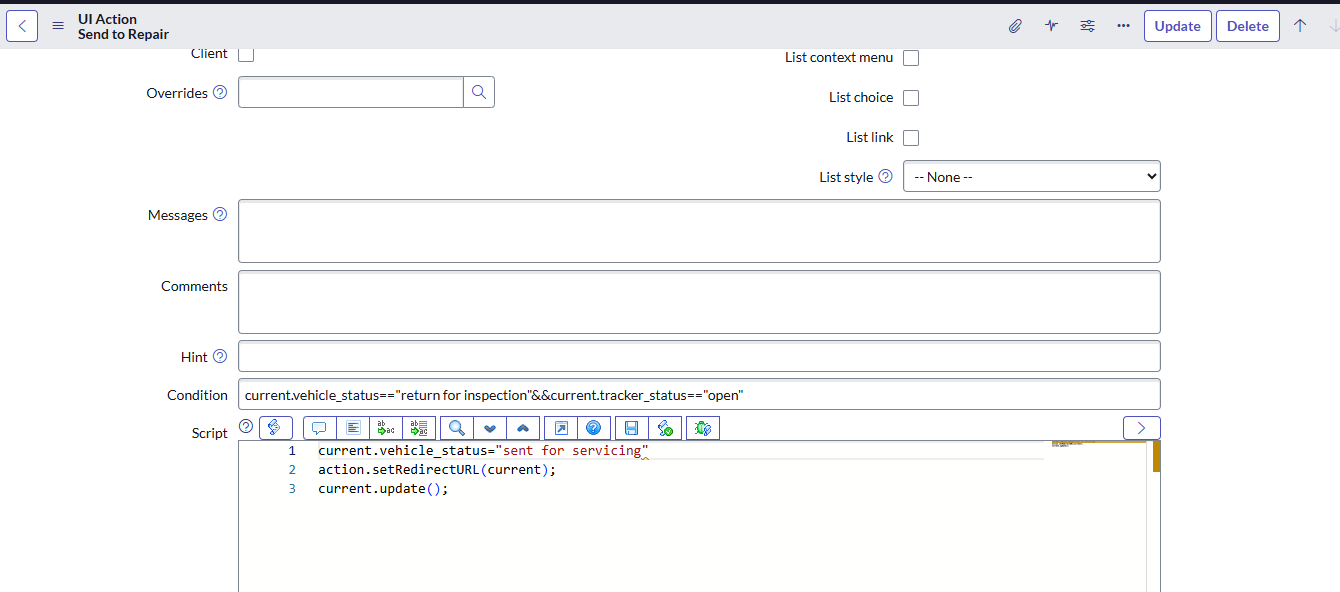 UI Action
Send to Repair
Update
Delete
Client
List context menu
Overrides
List choice
List link
List style
-- None --
Messages
Comments
Hint
Condition
current.vehicle_status=="return for inspection"&&current.tracker_status=="open"
Script
1 current.vehicle_status="sent for servicing"
2 action.setRedirectURL(current);
3 current.update();